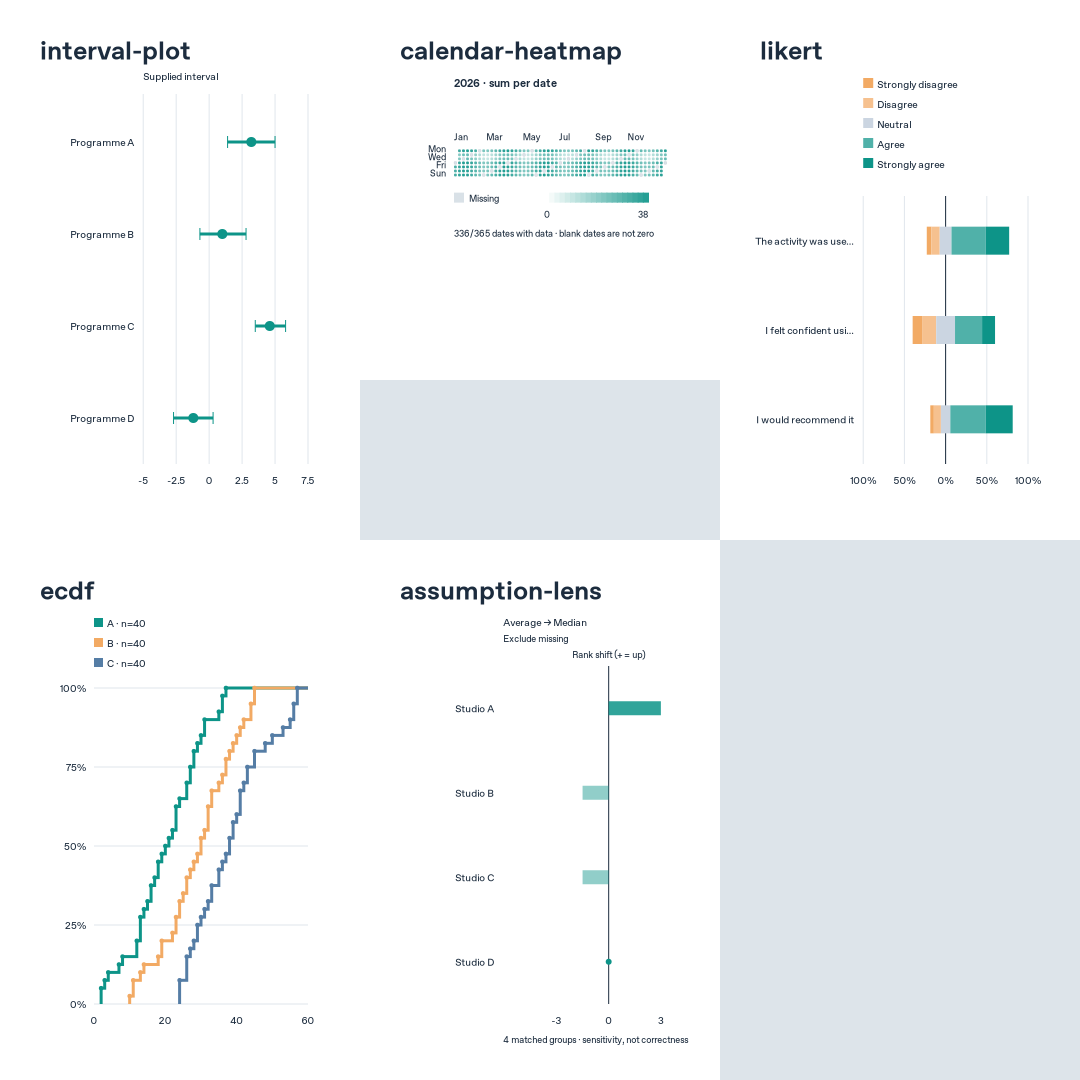 interval-plot
Supplied interval
Programme A
Programme B
Programme C
Programme D
-5 -2.5 0 2.5 5 7.5
calendar-heatmap
2026 · sum per date
Jan Mar May Jul Sep Nov
Mon
Wed
Fri
Sun
Missing
0 38
336/365 dates with data · blank dates are not zero
likert
Strongly disagree
Disagree
Neutral
Agree
Strongly agree
The activity was use...
I felt confident usi...
I would recommend it
100% 50% 0% 50% 100%
ecdf
A · n=40
B · n=40
C · n=40
100%
75%
50%
25%
0%
0 20 40 60
assumption-lens
Average → Median
Exclude missing
Rank shift (+ = up)
Studio A
Studio B
Studio C
Studio D
-3 0 3
4 matched groups · sensitivity, not correctness